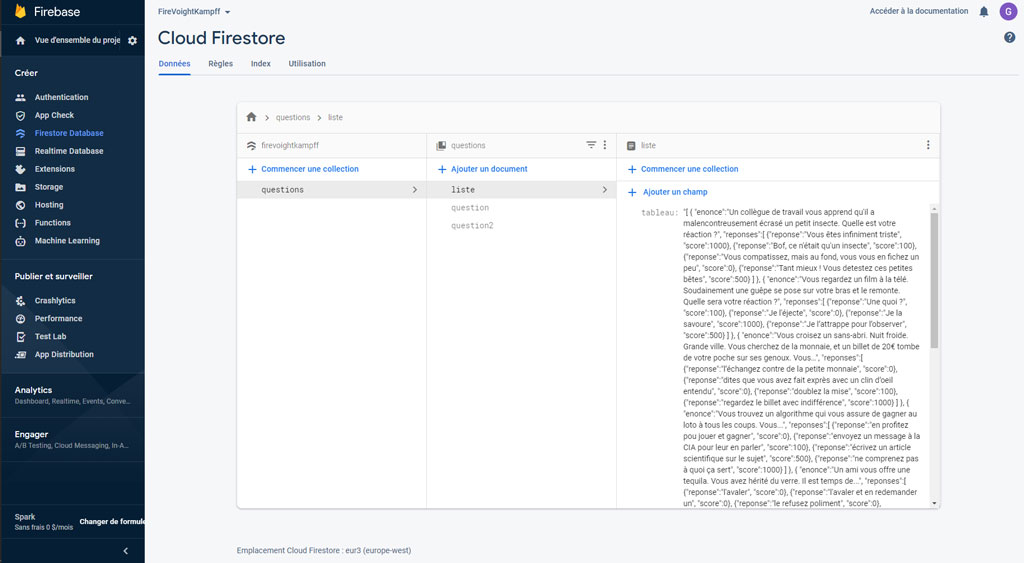 Firebase
FireVoightKampff
Accéder à la documentation
G
Vue d'ensemble du proje
Cloud Firestore
?
Données
Règles
Index
Utilisation
Créer
Authentication
App Check
Firestore Database
Realtime Database
Extensions
Storage
Hosting
Functions
Machine Learning
Publier et surveiller
Crashlytics
Performance
Test Lab
App Distribution
Analytics
Dashboard, Realtime, Events, Conve...
Engager
A/B Testing, Cloud Messaging, In-A...
Spark
Sans frais 0 $/mois
Changer de formule
questions
liste
firevoightkampff
Commencer une collection
questions
questions
Ajouter un document
liste
question
question2
liste
Commencer une collection
Ajouter un champ
tableau:
"[ { "enonce":"Un collègue de travail vous apprend qu'il a
malencontreusement écrasé un petit insecte. Quelle est votre
réaction ?", "reponses":[ {"reponse":"Vous êtes infiniment triste",
"score":1000}, {"reponse":"Bof, ce n'était qu'un insecte", "score":100},
{"reponse":"Vous compatissez, mais au fond, vous vous en fichez un
peu", "score":0}, {"reponse":"Tant mieux ! Vous detestez ces petites
bêtes", "score":500} ] }, { "enonce":"Vous regardez un film à la télé.
Soudainement une guêpe se pose sur votre bras et le remonte.
Quelle sera votre réaction ?", "reponses":[ {"reponse":"Une quoi ?",
"score":100}, {"reponse":"Je l'éjecte", "score":0}, {"reponse":"Je la
savoure", "score":1000}, {"reponse":"Je l'attrappe pour l'observer",
"score":500} ] }, { "enonce":"Vous croisez un sans-abri. Nuit froide.
Grande ville. Vous cherchez de la monnaie, et un billet de 20€ tombe
de votre poche sur ses genoux. Vous...", "reponses":[
{"reponse":"l'échangez contre de la petite monnaie", "score":0},
{"reponse":"dites que vous avez fait exprès avec un clin d'oeil
entendu", "score":0}, {"reponse":"doublez la mise", "score":100},
{"reponse":"regardez le billet avec indifférence", "score":1000} ] }, {
"enonce":"Vous trouvez un algorithme qui vous assure de gagner au
loto à tous les coups. Vous...", "reponses":[ {"reponse":"en profitez
pou jouer et gagner", "score":0}, {"reponse":"envoyez un message à la
CIA pour leur en parler", "score":100}, {"reponse":"écrivez un article
scientifique sur le sujet", "score":500}, {"reponse":"ne comprenez pas
à quoi ça sert", "score":1000} ] }, { "enonce":"Un ami vous offre une
tequila. Vous avez hérité du verre. Il est temps de...", "reponses":[
{"reponse":"l'avaler", "score":0}, {"reponse":"l'avaler et en redemander
un", "score":0}, {"reponse":"le refusez poliment", "score":0},
Emplacement Cloud Firestore : eur3 (europe-west)